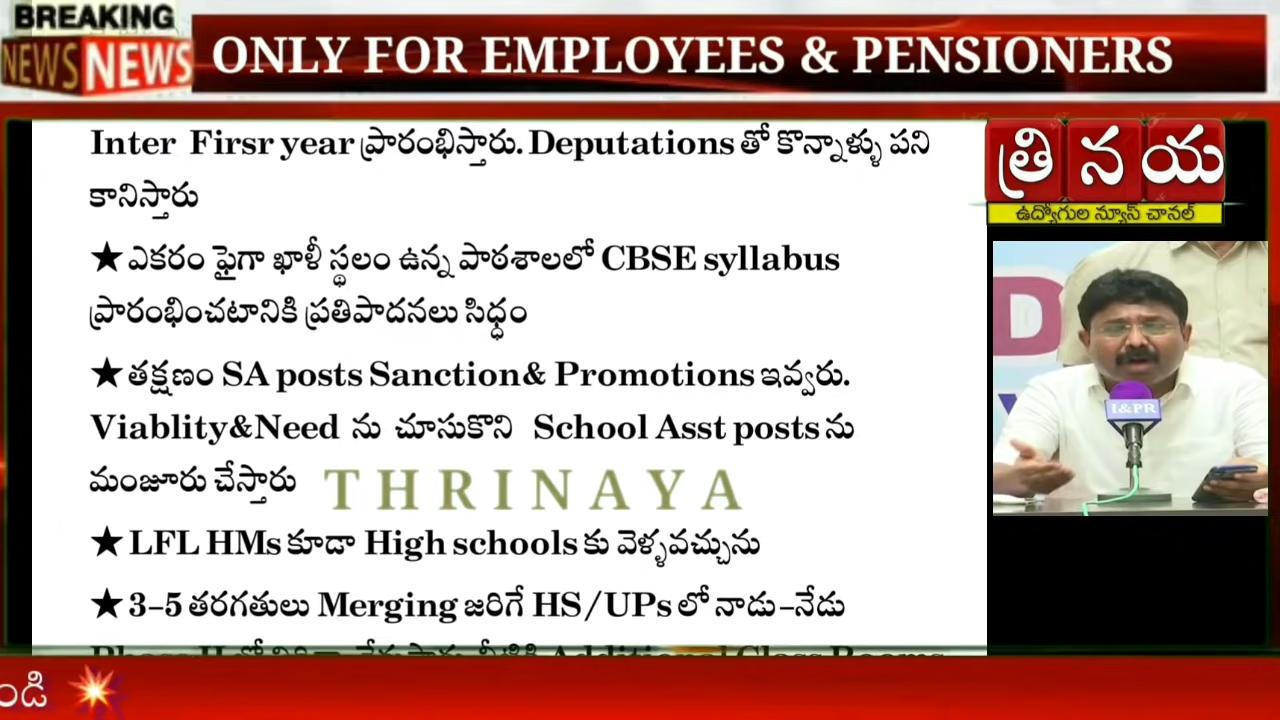 BREAKING
NEWS NEWS
ONLY FOR EMPLOYEES & PENSIONERS
Inter Firsr year ప్రారంభిస్తారు. Deputations తో కొన్నాళ్ళు పని
కానిస్తారు
★ ఎకరం ఫైగా ఖాళీ స్థలం ఉన్న పాఠశాలలో CBSE syllabus
ప్రారంభించటానికి ప్రతిపాదనలు సిధ్ధం
★ తక్షణం SA posts Sanction& Promotions ఇవ్వరు.
Viablity&Need ను చూసుకొని School Asst posts ను
మంజూరు చేస్తారు
THRINAYA
★ LFL HMs కూడా High schools కు వెళ్ళవచ్చును
★ 3-5 తరగతులు Merging జరిగే HS/UPs లో నాడు-నేడు
త్రినయ
ఉద్యోగుల న్యూస్ చానల్
I&PR
ండి